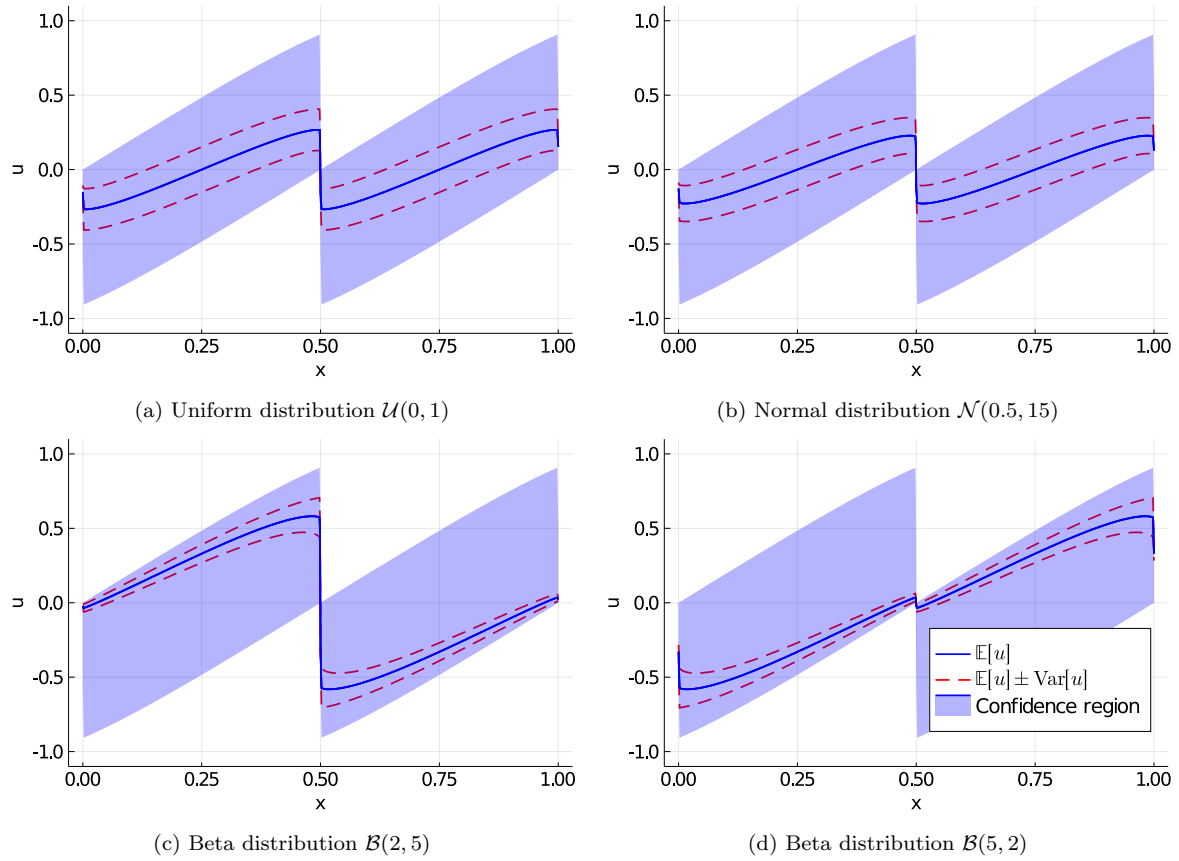 1.0
0.5
0.0
-0.5
-1.0
u
0.00
0.25
0.50
0.75
1.00
x
(a) Uniform distribution 𝒰(0, 1)
1.0
0.5
0.0
-0.5
-1.0
u
0.00
0.25
0.50
0.75
1.00
x
(b) Normal distribution 𝒩(0.5, 15)
1.0
0.5
0.0
-0.5
-1.0
u
0.00
0.25
0.50
0.75
1.00
x
(c) Beta distribution ℬ(2, 5)
1.0
0.5
0.0
-0.5
-1.0
u
0.00
0.25
0.50
0.75
1.00
x
𝔼[u]
𝔼[u] ± Var[u]
Confidence region
(d) Beta distribution ℬ(5, 2)